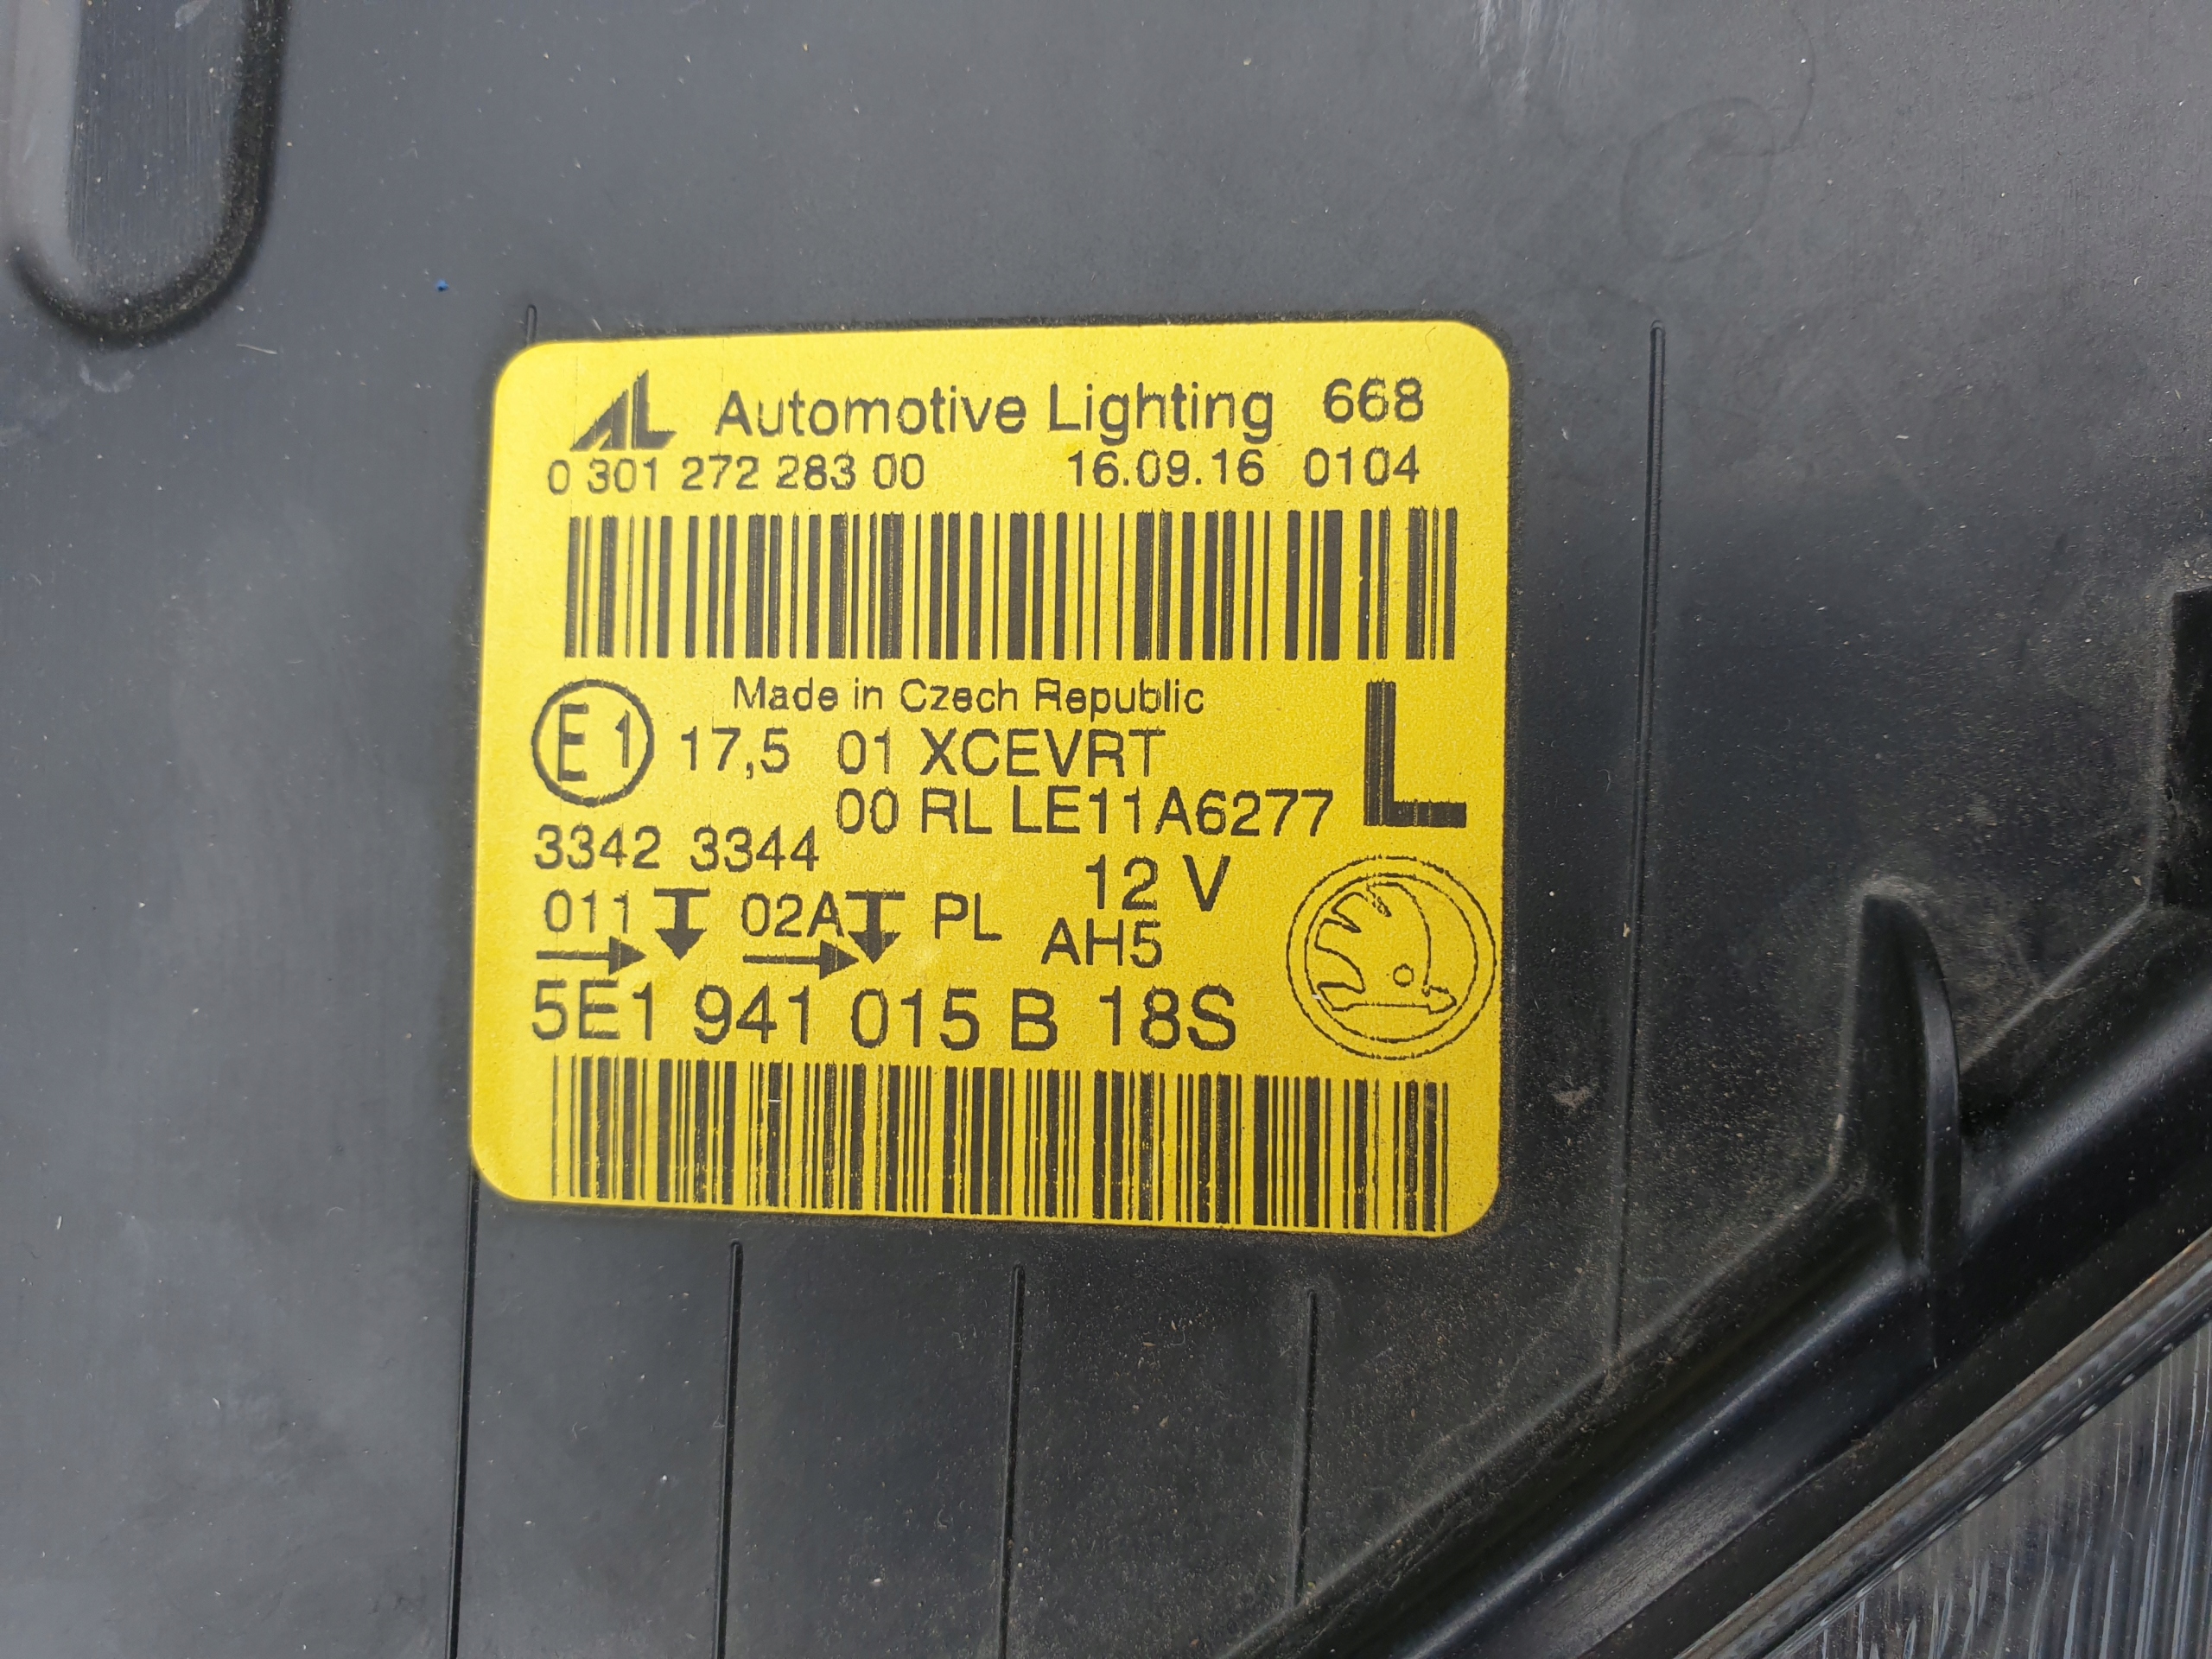 AL Automotive Lighting 668
0 301 272 283 00 16.09.16 0104
Made in Czech Republic
E1 17,5 01 XCEVRT L
00 RL LE11A6277
3342 3344 12 V
011 02A PL AH5
5E1 941 015 B 18S